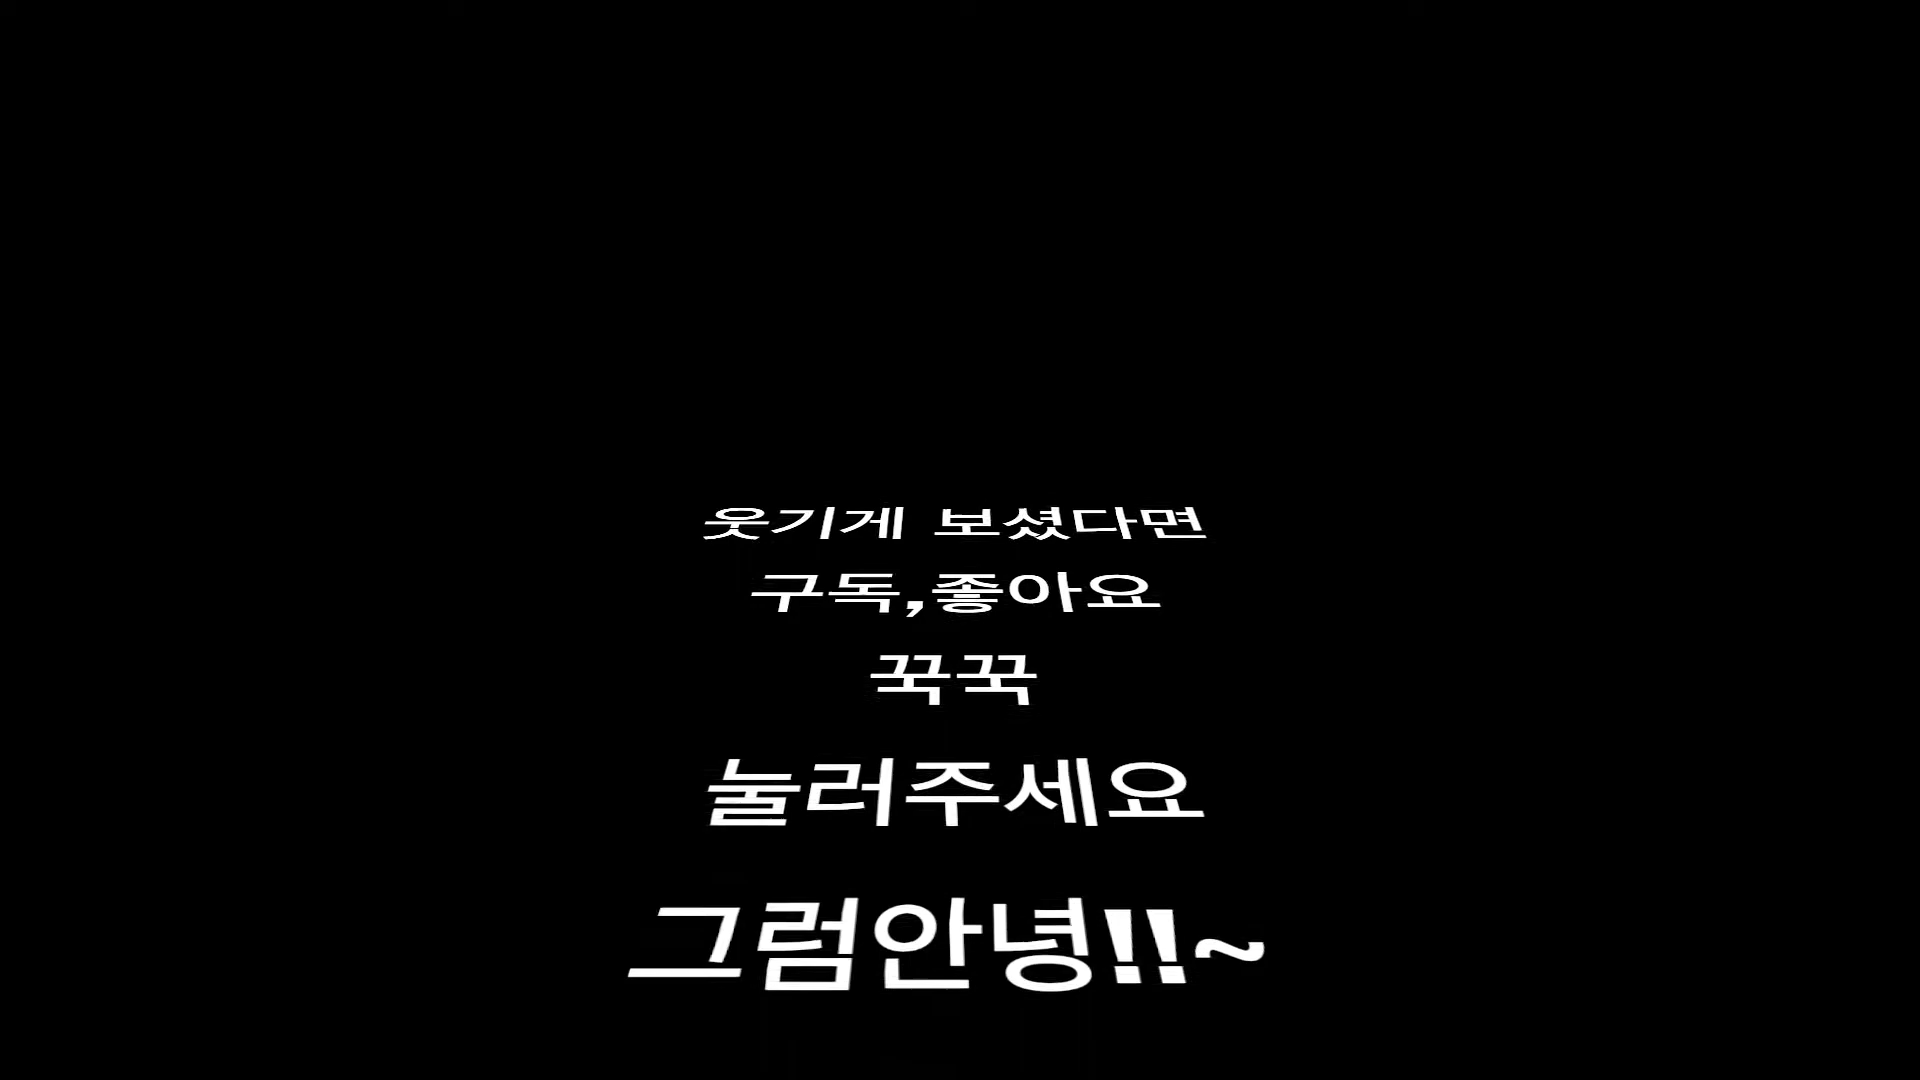 웃기게 보셨다면
구독,좋아요
꾹꾹
눌러주세요
그럼안녕!!~